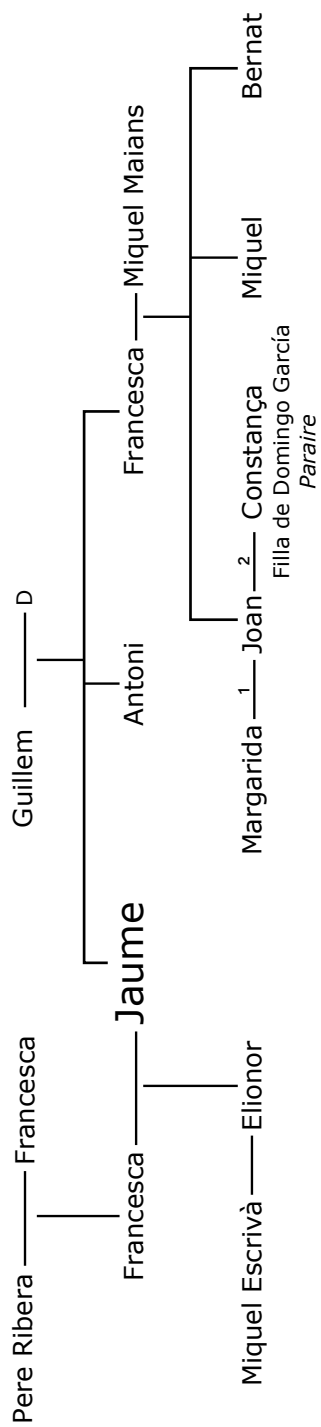 Pere Ribera Francesca
Guillem D
Francesca Jaume
Antoni
Francesca Miquel Maians
Miquel Escrivà Elionor
Margarida 1 Joan 2 Constança
Filla de Domingo García
Paraire
Miquel
Bernat